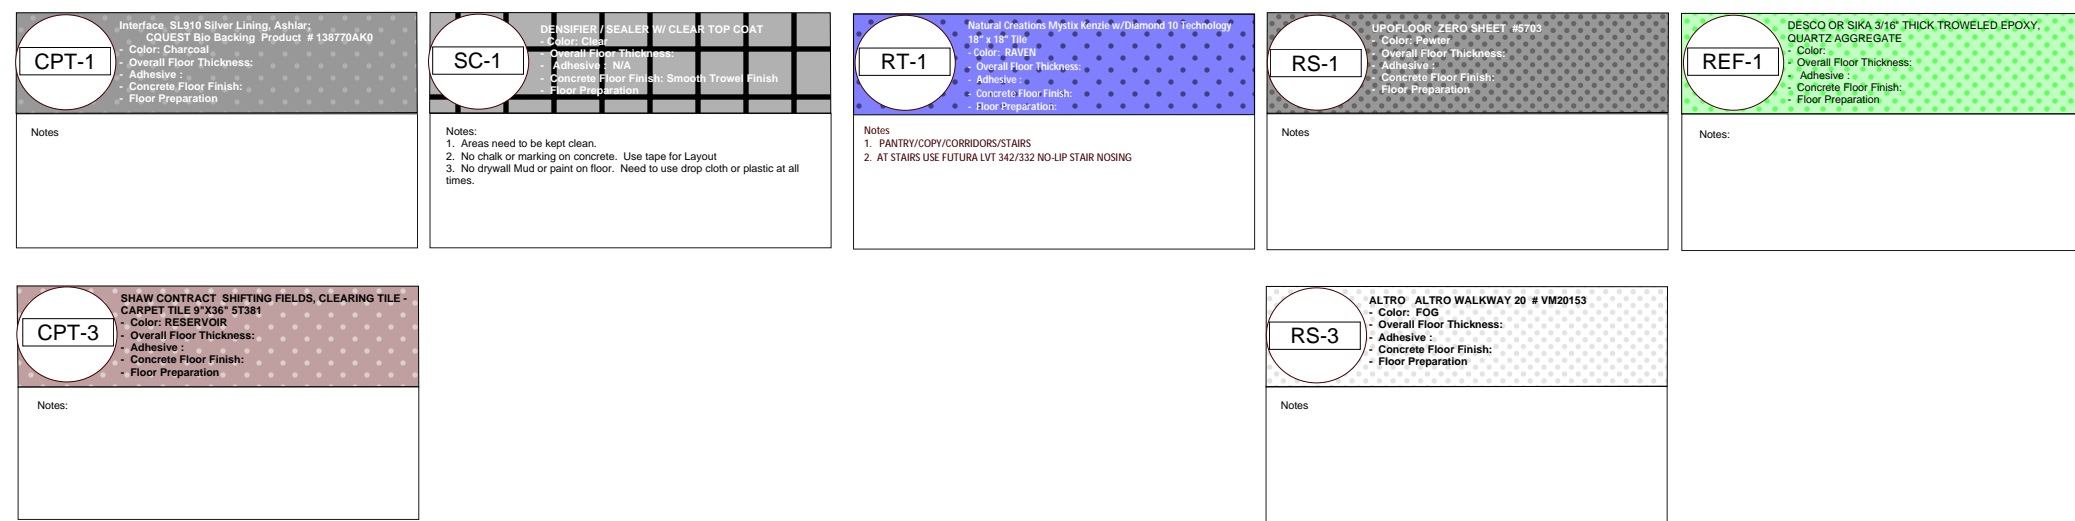 CPT-1
Interface SL910 Silver Lining, Ashlar;
CQUEST Bio Backing Product # 138770AK0
- Color: Charcoal
- Overall Floor Thickness:
- Adhesive :
- Concrete Floor Finish:
- Floor Preparation
Notes
SC-1
DENSIFIER / SEALER W/ CLEAR TOP COAT
- Color: Clear
- Overall Floor Thickness:
- Adhesive : N/A
- Concrete Floor Finish: Smooth Trowel Finish
- Floor Preparation
Notes:
1. Areas need to be kept clean.
2. No chalk or marking on concrete. Use tape for Layout
3. No drywall Mud or paint on floor. Need to use drop cloth or plastic at all
times.
RT-1
Natural Creations Mystix Kenzie w/Diamond 10 Technology
18" x 18" Tile
- Color: RAVEN
- Overall Floor Thickness:
- Adhesive :
- Concrete Floor Finish:
- Floor Preparation:
Notes
1. PANTRY/COPY/CORRIDORS/STAIRS
2. AT STAIRS USE FUTURA LVT 342/332 NO-LIP STAIR NOSING
RS-1
UPOFLOOR ZERO SHEET #5703
- Color: Pewter
- Overall Floor Thickness:
- Adhesive :
- Concrete Floor Finish:
- Floor Preparation
Notes
REF-1
DESCO OR SIKA 3/16" THICK TROWELED EPOXY,
QUARTZ AGGREGATE
- Color:
- Overall Floor Thickness:
- Adhesive :
- Concrete Floor Finish:
- Floor Preparation
Notes:
CPT-3
SHAW CONTRACT SHIFTING FIELDS, CLEARING TILE -
CARPET TILE 9"X36" 5T381
- Color: RESERVOIR
- Overall Floor Thickness:
- Adhesive :
- Concrete Floor Finish:
- Floor Preparation
Notes:
RS-3
ALTRO ALTRO WALKWAY 20 # VM20153
- Color: FOG
- Overall Floor Thickness:
- Adhesive :
- Concrete Floor Finish:
- Floor Preparation
Notes